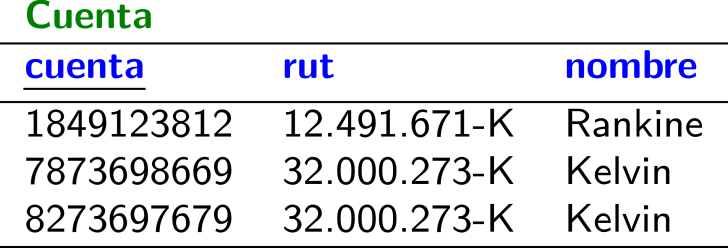 Cuenta
cuenta rut nombre
1849123812 12.491.671-K Rankine
7873698669 32.000.273-K Kelvin
8273697679 32.000.273-K Kelvin